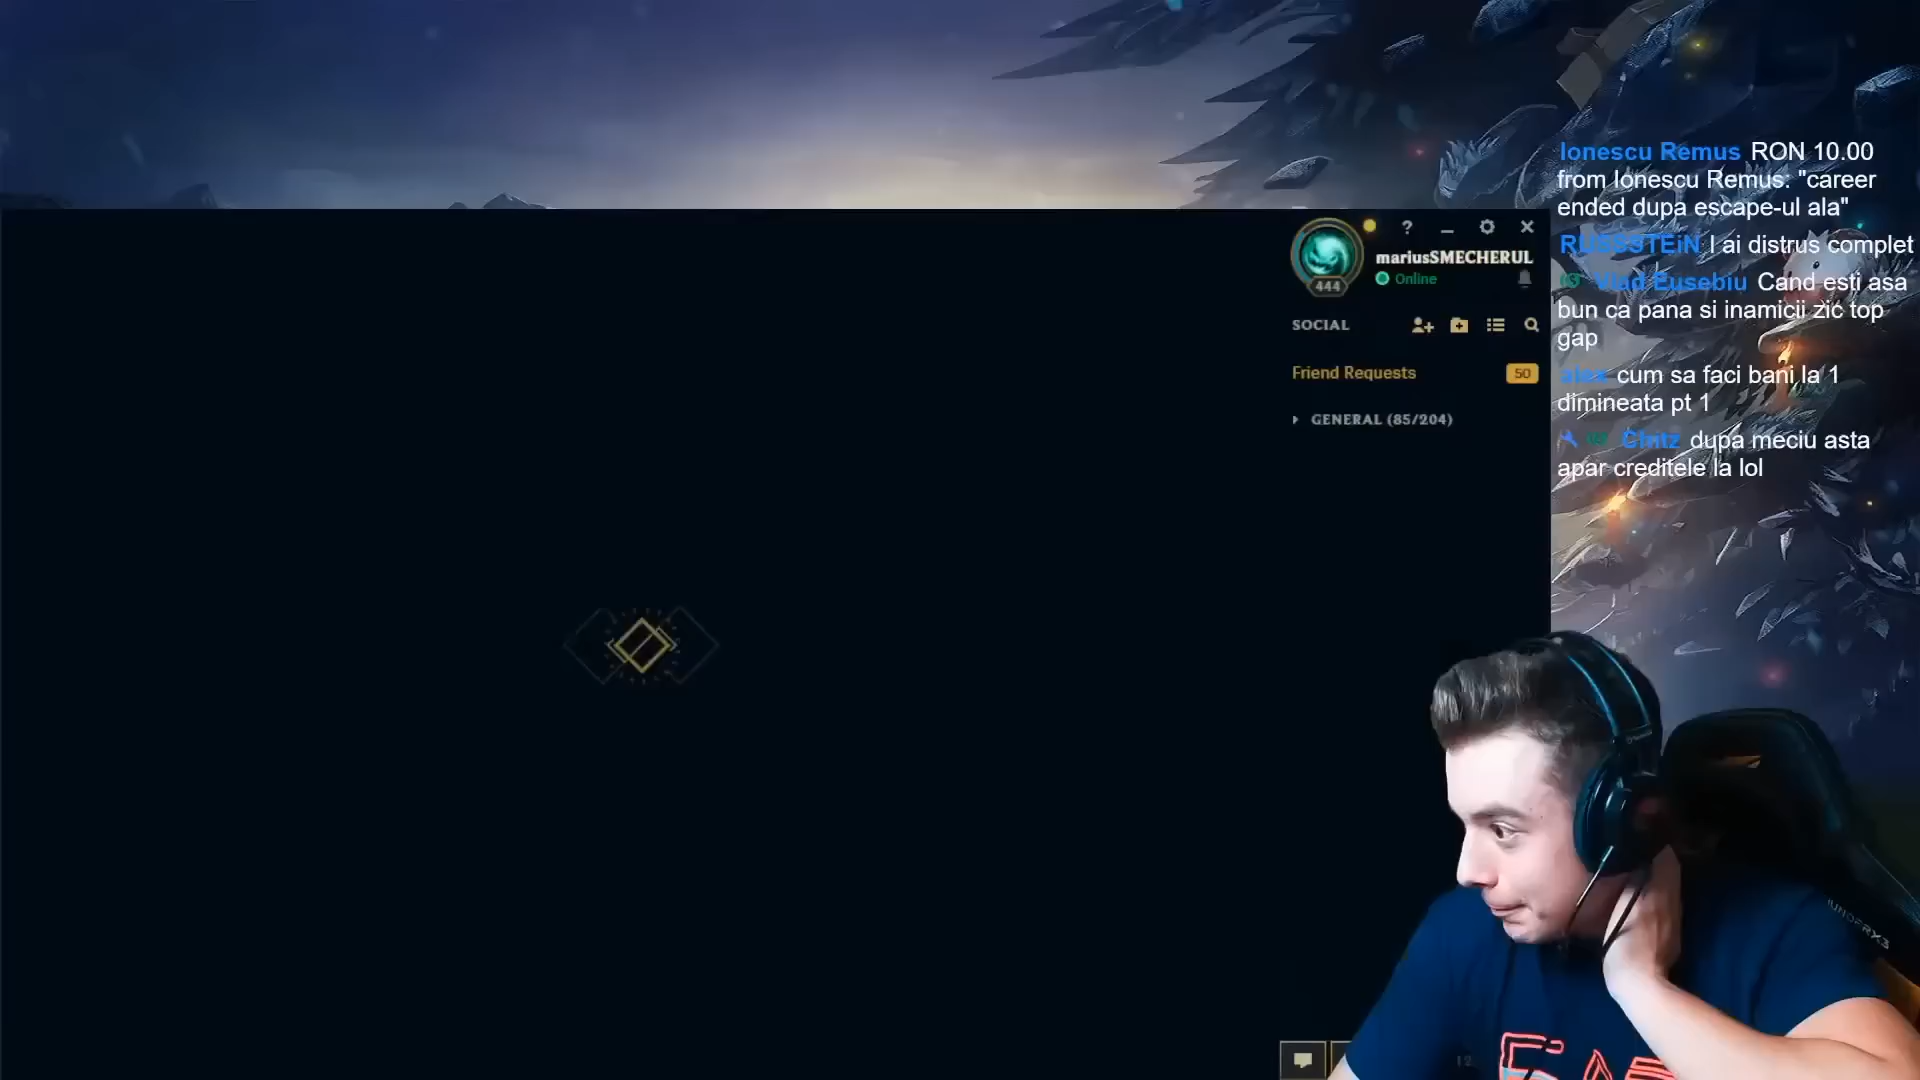 Ionescu Remus RON 10.00
from Ionescu Remus: "career
ended dupa escape-ul ala"
RUSSSTEiN l ai distrus complet
Vlad Eusebiu Cand esti asa
bun ca pana si inamicii zic top
gap
alex cum sa faci bani la 1
dimineata pt 1
Chitz dupa meciu asta
apar creditele la lol
mariusSMECHERUL
444
Online
SOCIAL
Friend Requests 50
GENERAL (85/204)